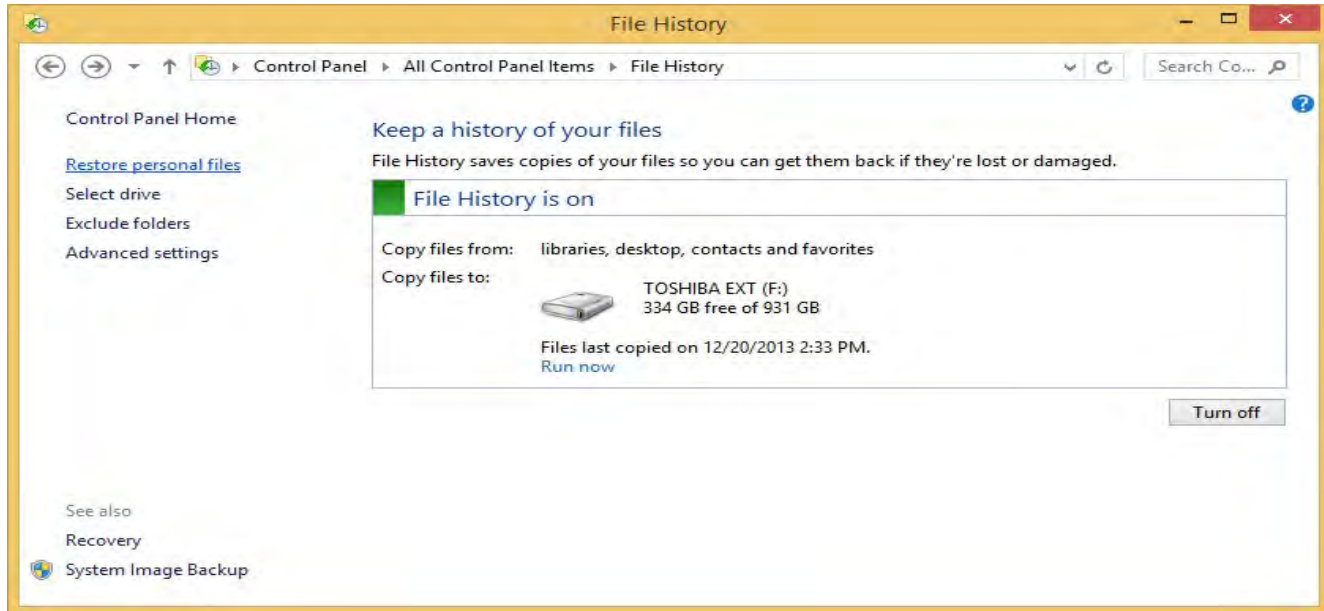 File History
Control Panel ▸ All Control Panel Items ▸ File History
Search Co...
Control Panel Home
Restore personal files
Select drive
Exclude folders
Advanced settings
Keep a history of your files
File History saves copies of your files so you can get them back if they're lost or damaged.
File History is on
Copy files from: libraries, desktop, contacts and favorites
Copy files to:
TOSHIBA EXT (F:)
334 GB free of 931 GB
Files last copied on 12/20/2013 2:33 PM.
Run now
Turn off
See also
Recovery
System Image Backup